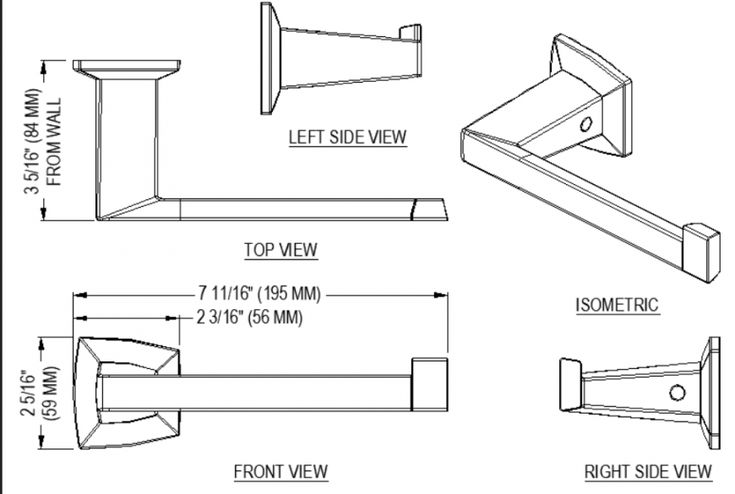 LEFT SIDE VIEW
3 5/16" (84 MM)
FROM WALL
TOP VIEW
7 11/16" (195 MM)
2 3/16" (56 MM)
ISOMETRIC
2 5/16"
(59 MM)
FRONT VIEW
RIGHT SIDE VIEW